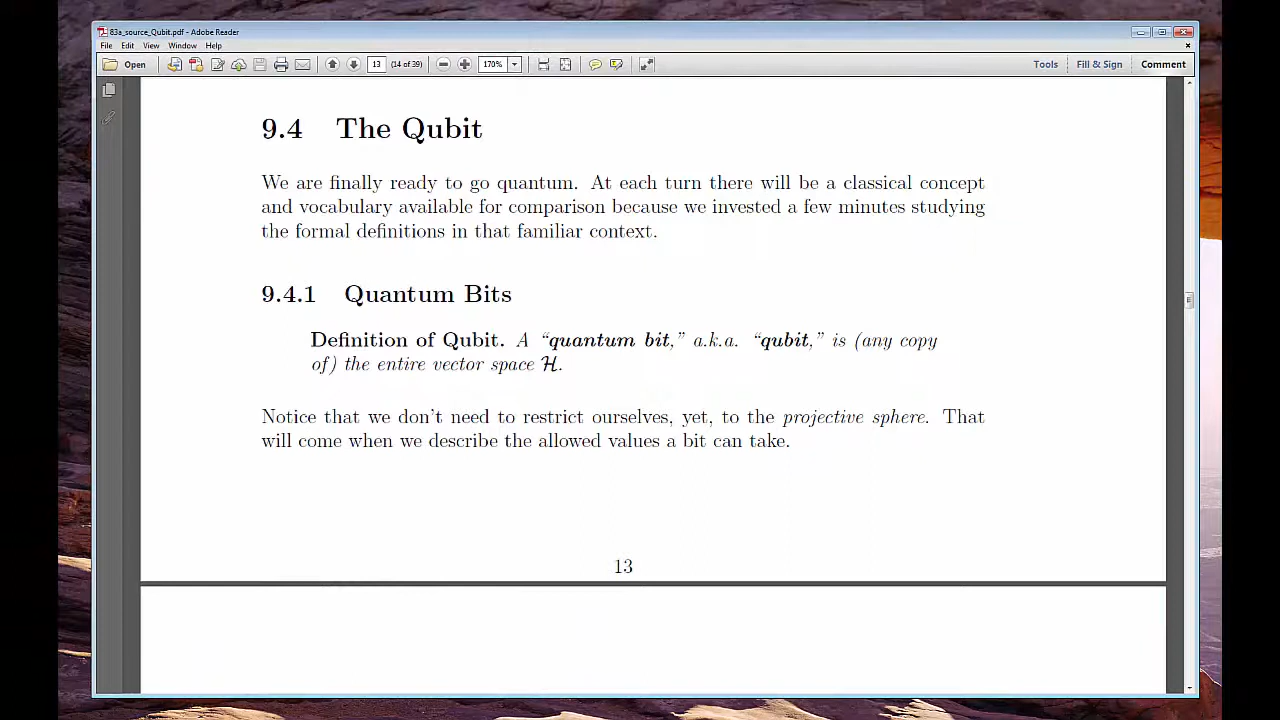 83a_source_Qubit.pdf - Adobe Reader
File Edit View Window Help
Open 13 (14 of 39) 170% Tools Fill & Sign Comment
9.4 The Qubit
We are finally ready to go quantum. At each turn there will be a classical concept
and vocabulary available for comparison because we invested a few minutes studying
the formal definitions in that familiar context.
9.4.1 Quantum Bits
Definition of Qubit. A “quantum bit,” a.k.a. “qubit,” is (any copy
of) the entire vector space ℋ.
Notice that we don't need to restrict ourselves, yet, to the projective sphere. That
will come when we describe the allowed values a bit can take.
13